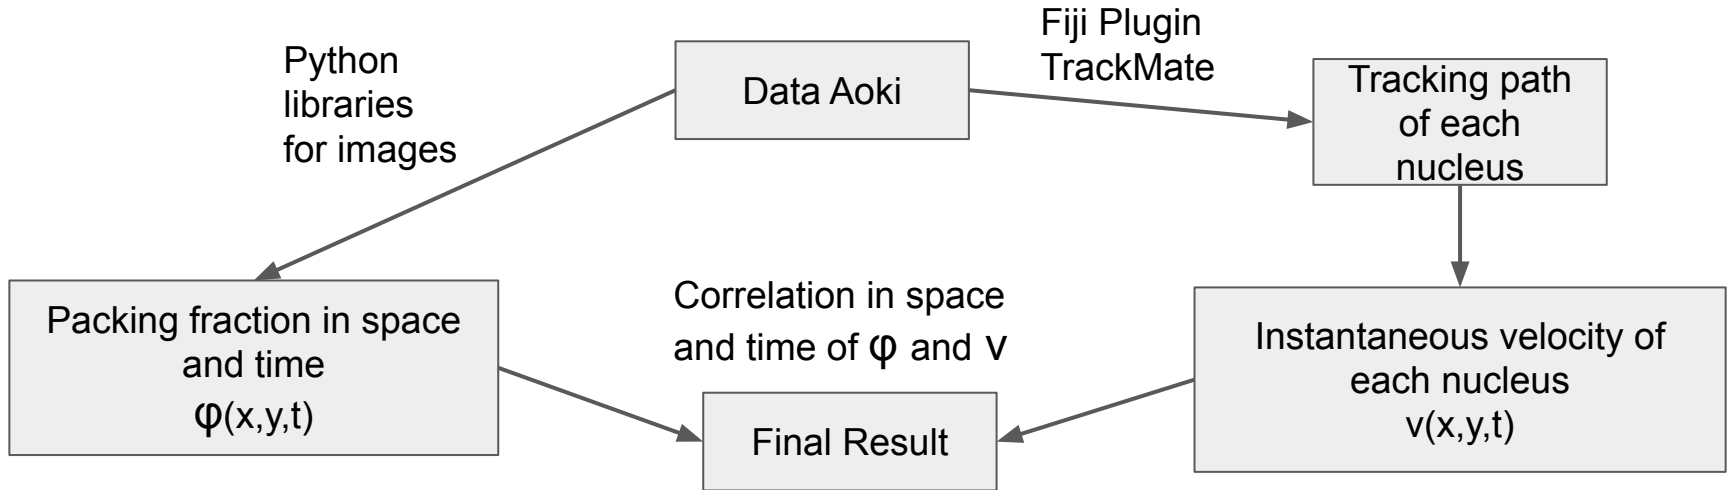 Python
libraries
for images
Data Aoki
Fiji Plugin
TrackMate
Tracking path
of each
nucleus
Packing fraction in space
and time
φ(x,y,t)
Correlation in space
and time of φ and v
Instantaneous velocity of
each nucleus
v(x,y,t)
Final Result